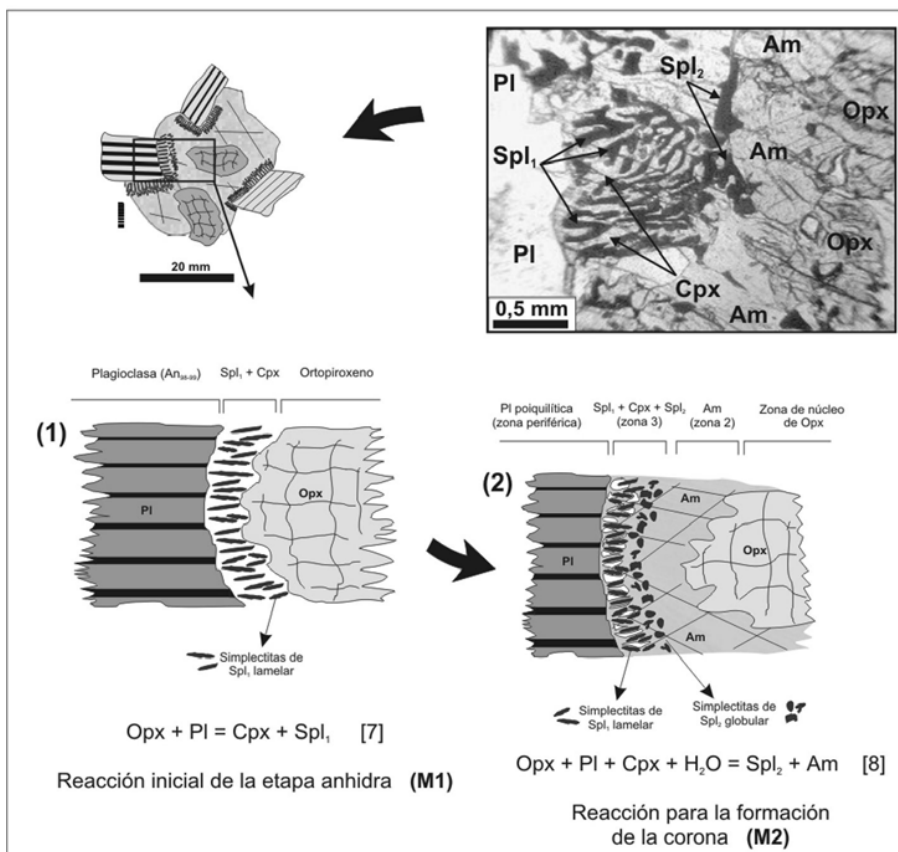 20 mm
Pl
Spl₂
Am
Opx
Am
Spl₁
Opx
Pl
Cpx
0,5 mm
Am
Plagioclasa (An₉₈₋₉₉)
Spl₁ + Cpx
Ortopiroxeno
(1)
Pl
Opx
Simplectitas de
Spl₁ lamelar
Opx + Pl = Cpx + Spl₁ [7]
Reacción inicial de la etapa anhidra (M1)
Pl poiquilítica
(zona periférica)
Spl₁ + Cpx + Spl₂
(zona 3)
Am
(zona 2)
Zona de núcleo
de Opx
(2)
Am
Pl
Opx
Am
Simplectitas de
Spl₁ lamelar
Simplectitas de
Spl₂ globular
Opx + Pl + Cpx + H₂O = Spl₂ + Am [8]
Reacción para la formación
de la corona (M2)